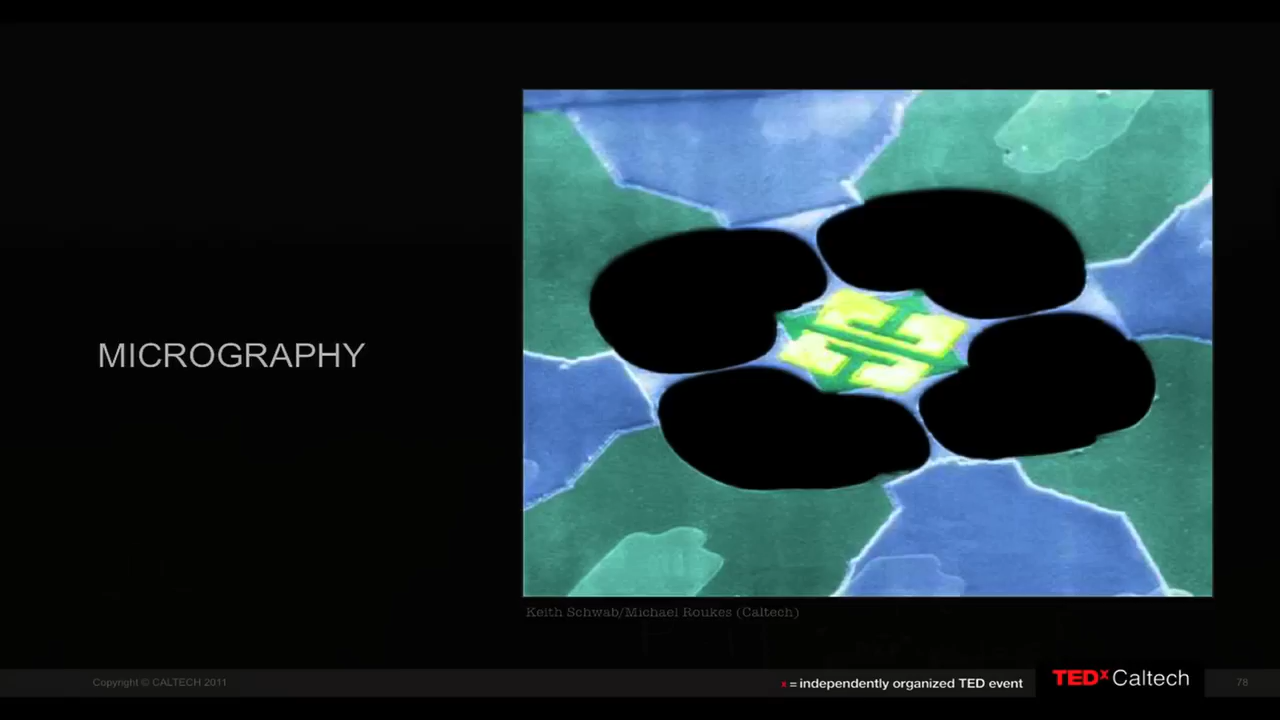 MICROGRAPHY
Keith Schwab/Michael Roukes (Caltech)
Copyright © CALTECH 2011
x = independently organized TED event
TEDx Caltech
78